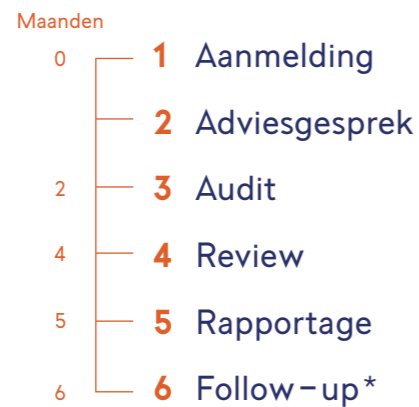 Maanden
0 1 Aanmelding
2 Adviesgesprek
2 3 Audit
4 4 Review
5 5 Rapportage
6 6 Follow-up*